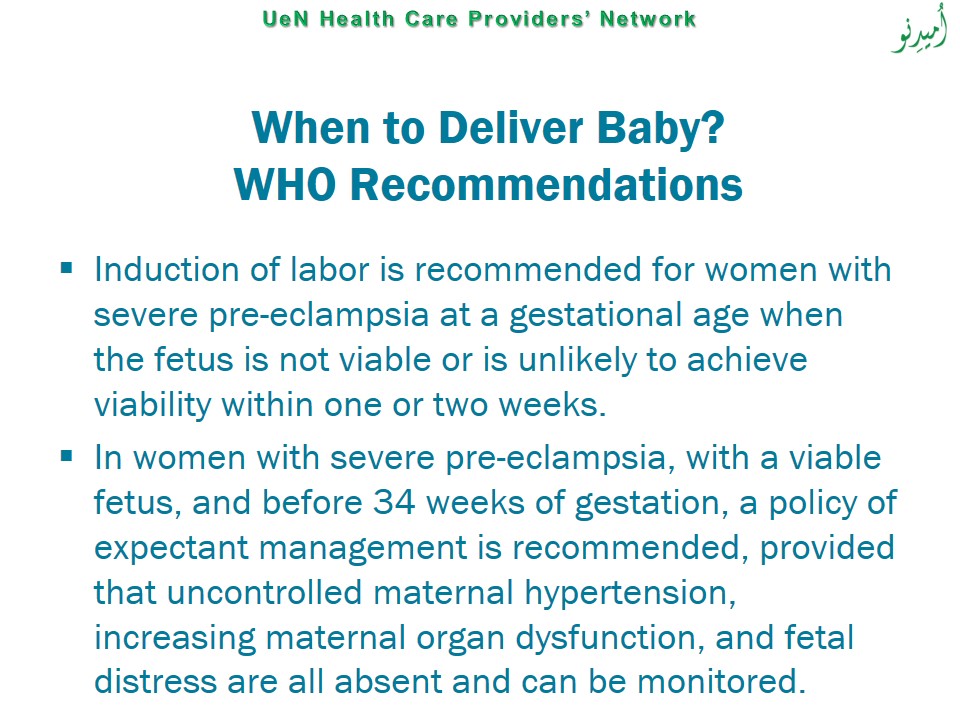 UeN Health Care Providers’ Network
اُمیدِنو
When to Deliver Baby?
WHO Recommendations
▪ Induction of labor is recommended for women with
severe pre-eclampsia at a gestational age when
the fetus is not viable or is unlikely to achieve
viability within one or two weeks.
▪ In women with severe pre-eclampsia, with a viable
fetus, and before 34 weeks of gestation, a policy of
expectant management is recommended, provided
that uncontrolled maternal hypertension,
increasing maternal organ dysfunction, and fetal
distress are all absent and can be monitored.